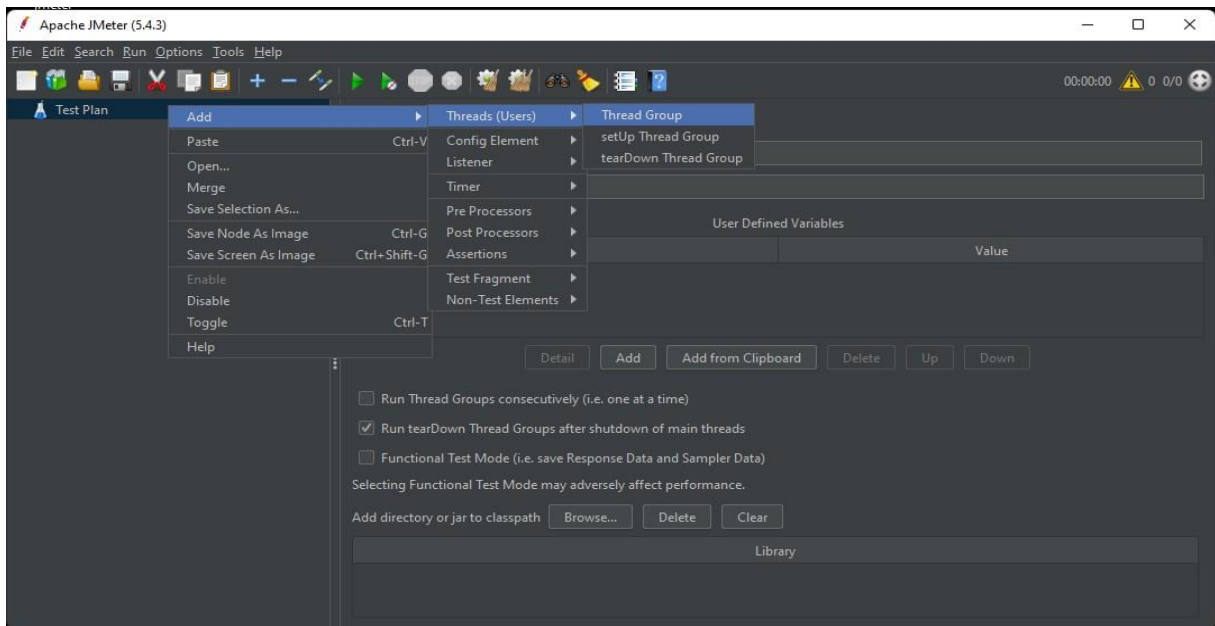 Apache JMeter (5.4.3)
File Edit Search Run Options Tools Help
00:00:00 0 0/0
Test Plan
Add
Paste Ctrl-V
Open...
Merge
Save Selection As...
Save Node As Image Ctrl-G
Save Screen As Image Ctrl+Shift-G
Enable
Disable
Toggle Ctrl-T
Help
Threads (Users)
Config Element
Listener
Timer
Pre Processors
Post Processors
Assertions
Test Fragment
Non-Test Elements
Thread Group
setUp Thread Group
tearDown Thread Group
User Defined Variables
Value
Detail Add Add from Clipboard Delete Up Down
Run Thread Groups consecutively (i.e. one at a time)
Run tearDown Thread Groups after shutdown of main threads
Functional Test Mode (i.e. save Response Data and Sampler Data)
Selecting Functional Test Mode may adversely affect performance.
Add directory or jar to classpath Browse... Delete Clear
Library